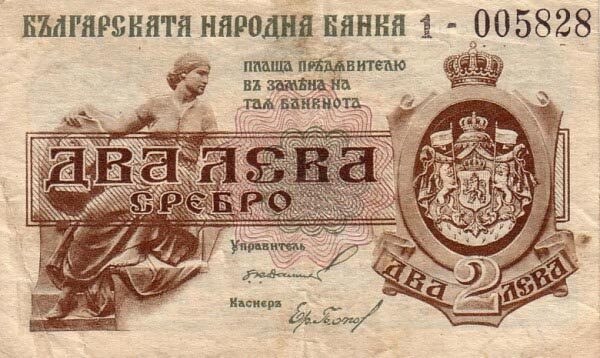 БЪЛГАРСКАТА НАРОДНА БАНКА 1 - 005828
ПЛАЩА ПРѢДЯВИТЕЛЮ
ВЪ ЗАМѢНА НА
ТАЯ БАНКНОТА
ДВА ЛЕВА
СРЕБРО
Управитель
Касиеръ
ДВА 2 ЛЕВА